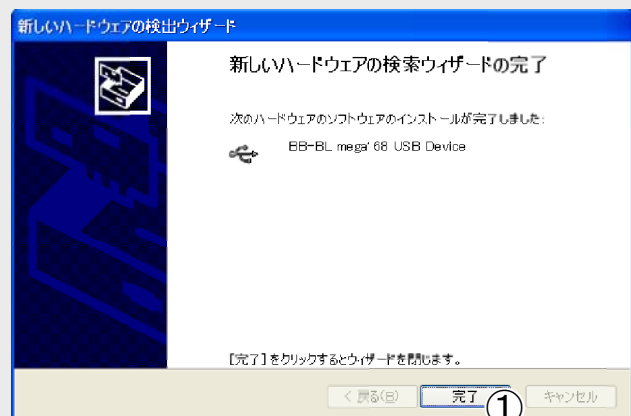 新しいハードウェアの検出ウィザード
新しいハードウェアの検索ウィザードの完了
次のハードウェアのソフトウェアのインストールが完了しました:
BB-BL mega168 USB Device
[完了] をクリックするとウィザードを閉じます。
< 戻る(B) 完了 ① キャンセル